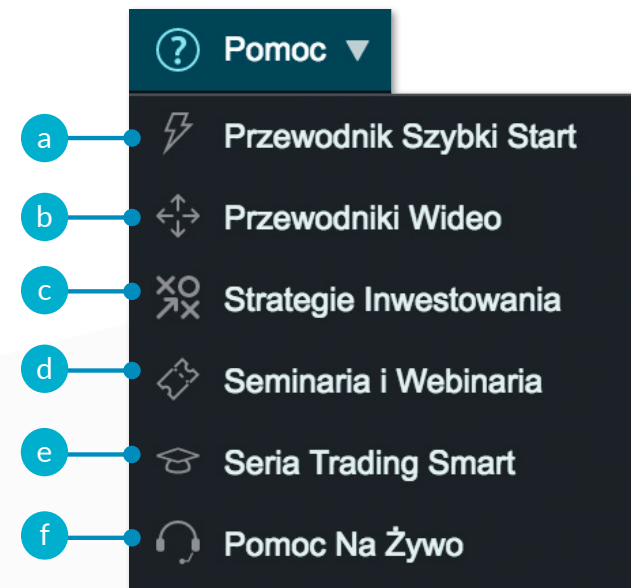 ? Pomoc ▼
a Przewodnik Szybki Start
b Przewodniki Wideo
c Strategie Inwestowania
d Seminaria i Webinaria
e Seria Trading Smart
f Pomoc Na Żywo